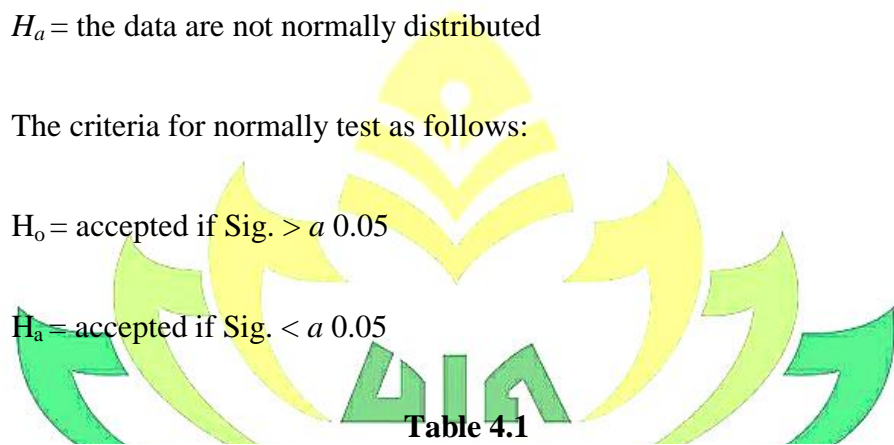 Ha = the data are not normally distributed
The criteria for normally test as follows:
Ho = accepted if Sig. > a 0.05
Ha = accepted if Sig. < a 0.05
Table 4.1